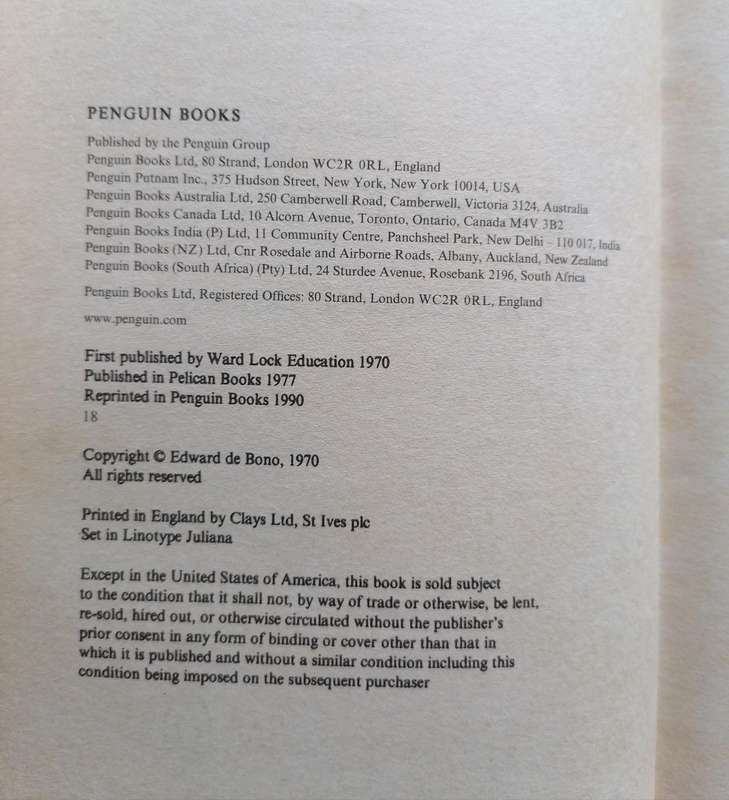 PENGUIN BOOKS
Published by the Penguin Group
Penguin Books Ltd, 80 Strand, London WC2R 0RL, England
Penguin Putnam Inc., 375 Hudson Street, New York, New York 10014, USA
Penguin Books Australia Ltd, 250 Camberwell Road, Camberwell, Victoria 3124, Australia
Penguin Books Canada Ltd, 10 Alcorn Avenue, Toronto, Ontario, Canada M4V 3B2
Penguin Books India (P) Ltd, 11 Community Centre, Panchsheel Park, New Delhi – 110 017, India
Penguin Books (NZ) Ltd, Cnr Rosedale and Airborne Roads, Albany, Auckland, New Zealand
Penguin Books (South Africa) (Pty) Ltd, 24 Sturdee Avenue, Rosebank 2196, South Africa
Penguin Books Ltd, Registered Offices: 80 Strand, London WC2R 0RL, England
www.penguin.com
First published by Ward Lock Education 1970
Published in Pelican Books 1977
Reprinted in Penguin Books 1990
18
Copyright © Edward de Bono, 1970
All rights reserved
Printed in England by Clays Ltd, St Ives plc
Set in Linotype Juliana
Except in the United States of America, this book is sold subject
to the condition that it shall not, by way of trade or otherwise, be lent,
re-sold, hired out, or otherwise circulated without the publisher's
prior consent in any form of binding or cover other than that in
which it is published and without a similar condition including this
condition being imposed on the subsequent purchaser